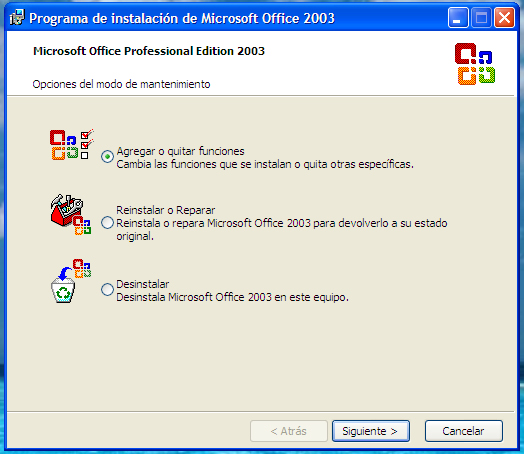 Programa de instalación de Microsoft Office 2003
Microsoft Office Professional Edition 2003
Opciones del modo de mantenimiento
Agregar o quitar funciones
Cambia las funciones que se instalan o quita otras específicas.
Reinstalar o Reparar
Reinstala o repara Microsoft Office 2003 para devolverlo a su estado
original.
Desinstalar
Desinstala Microsoft Office 2003 en este equipo.
< Atrás
Siguiente >
Cancelar